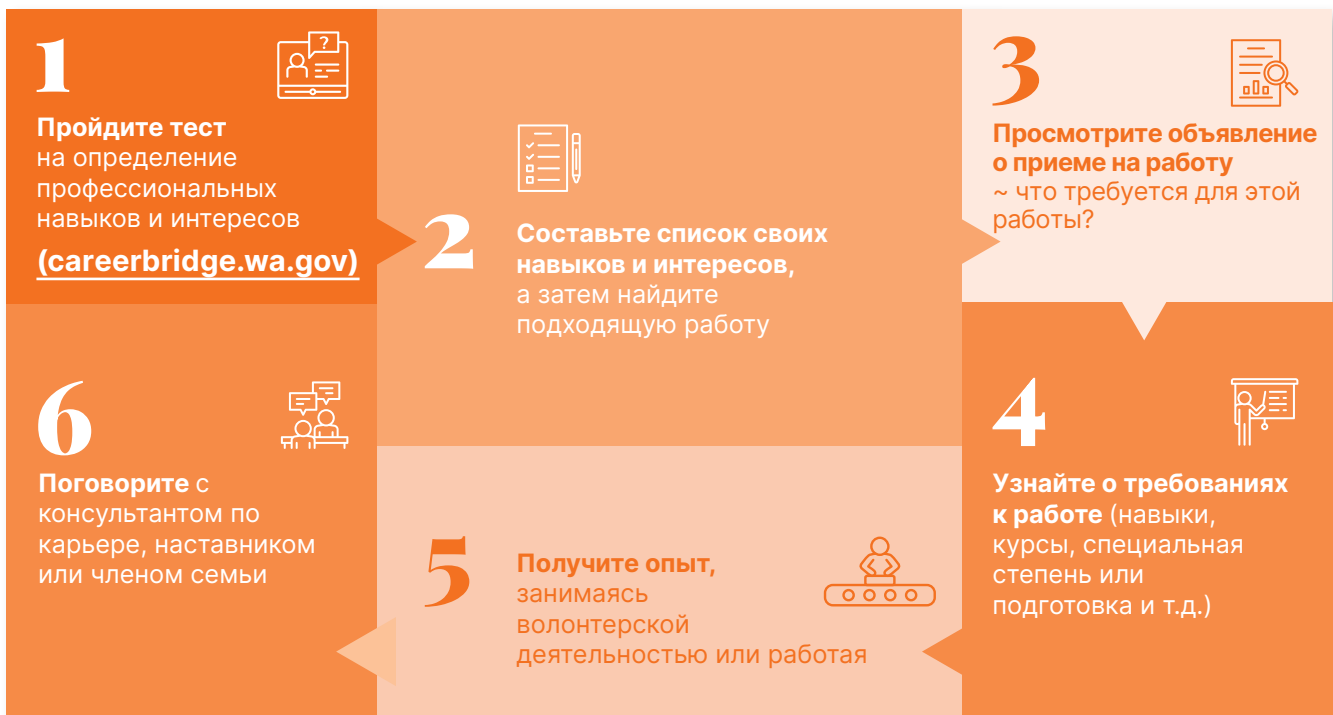 1
Пройдите тест
на определение
профессиональных
навыков и интересов
(careerbridge.wa.gov)
2
Составьте список своих
навыков и интересов,
а затем найдите
подходящую работу
3
Просмотрите объявление
о приеме на работу
~ что требуется для этой
работы?
4
Узнайте о требованиях
к работе (навыки,
курсы, специальная
степень или
подготовка и т.д.)
5
Получите опыт,
занимаясь
волонтерской
деятельностью или работая
6
Поговорите с
консультантом по
карьере, наставником
или членом семьи